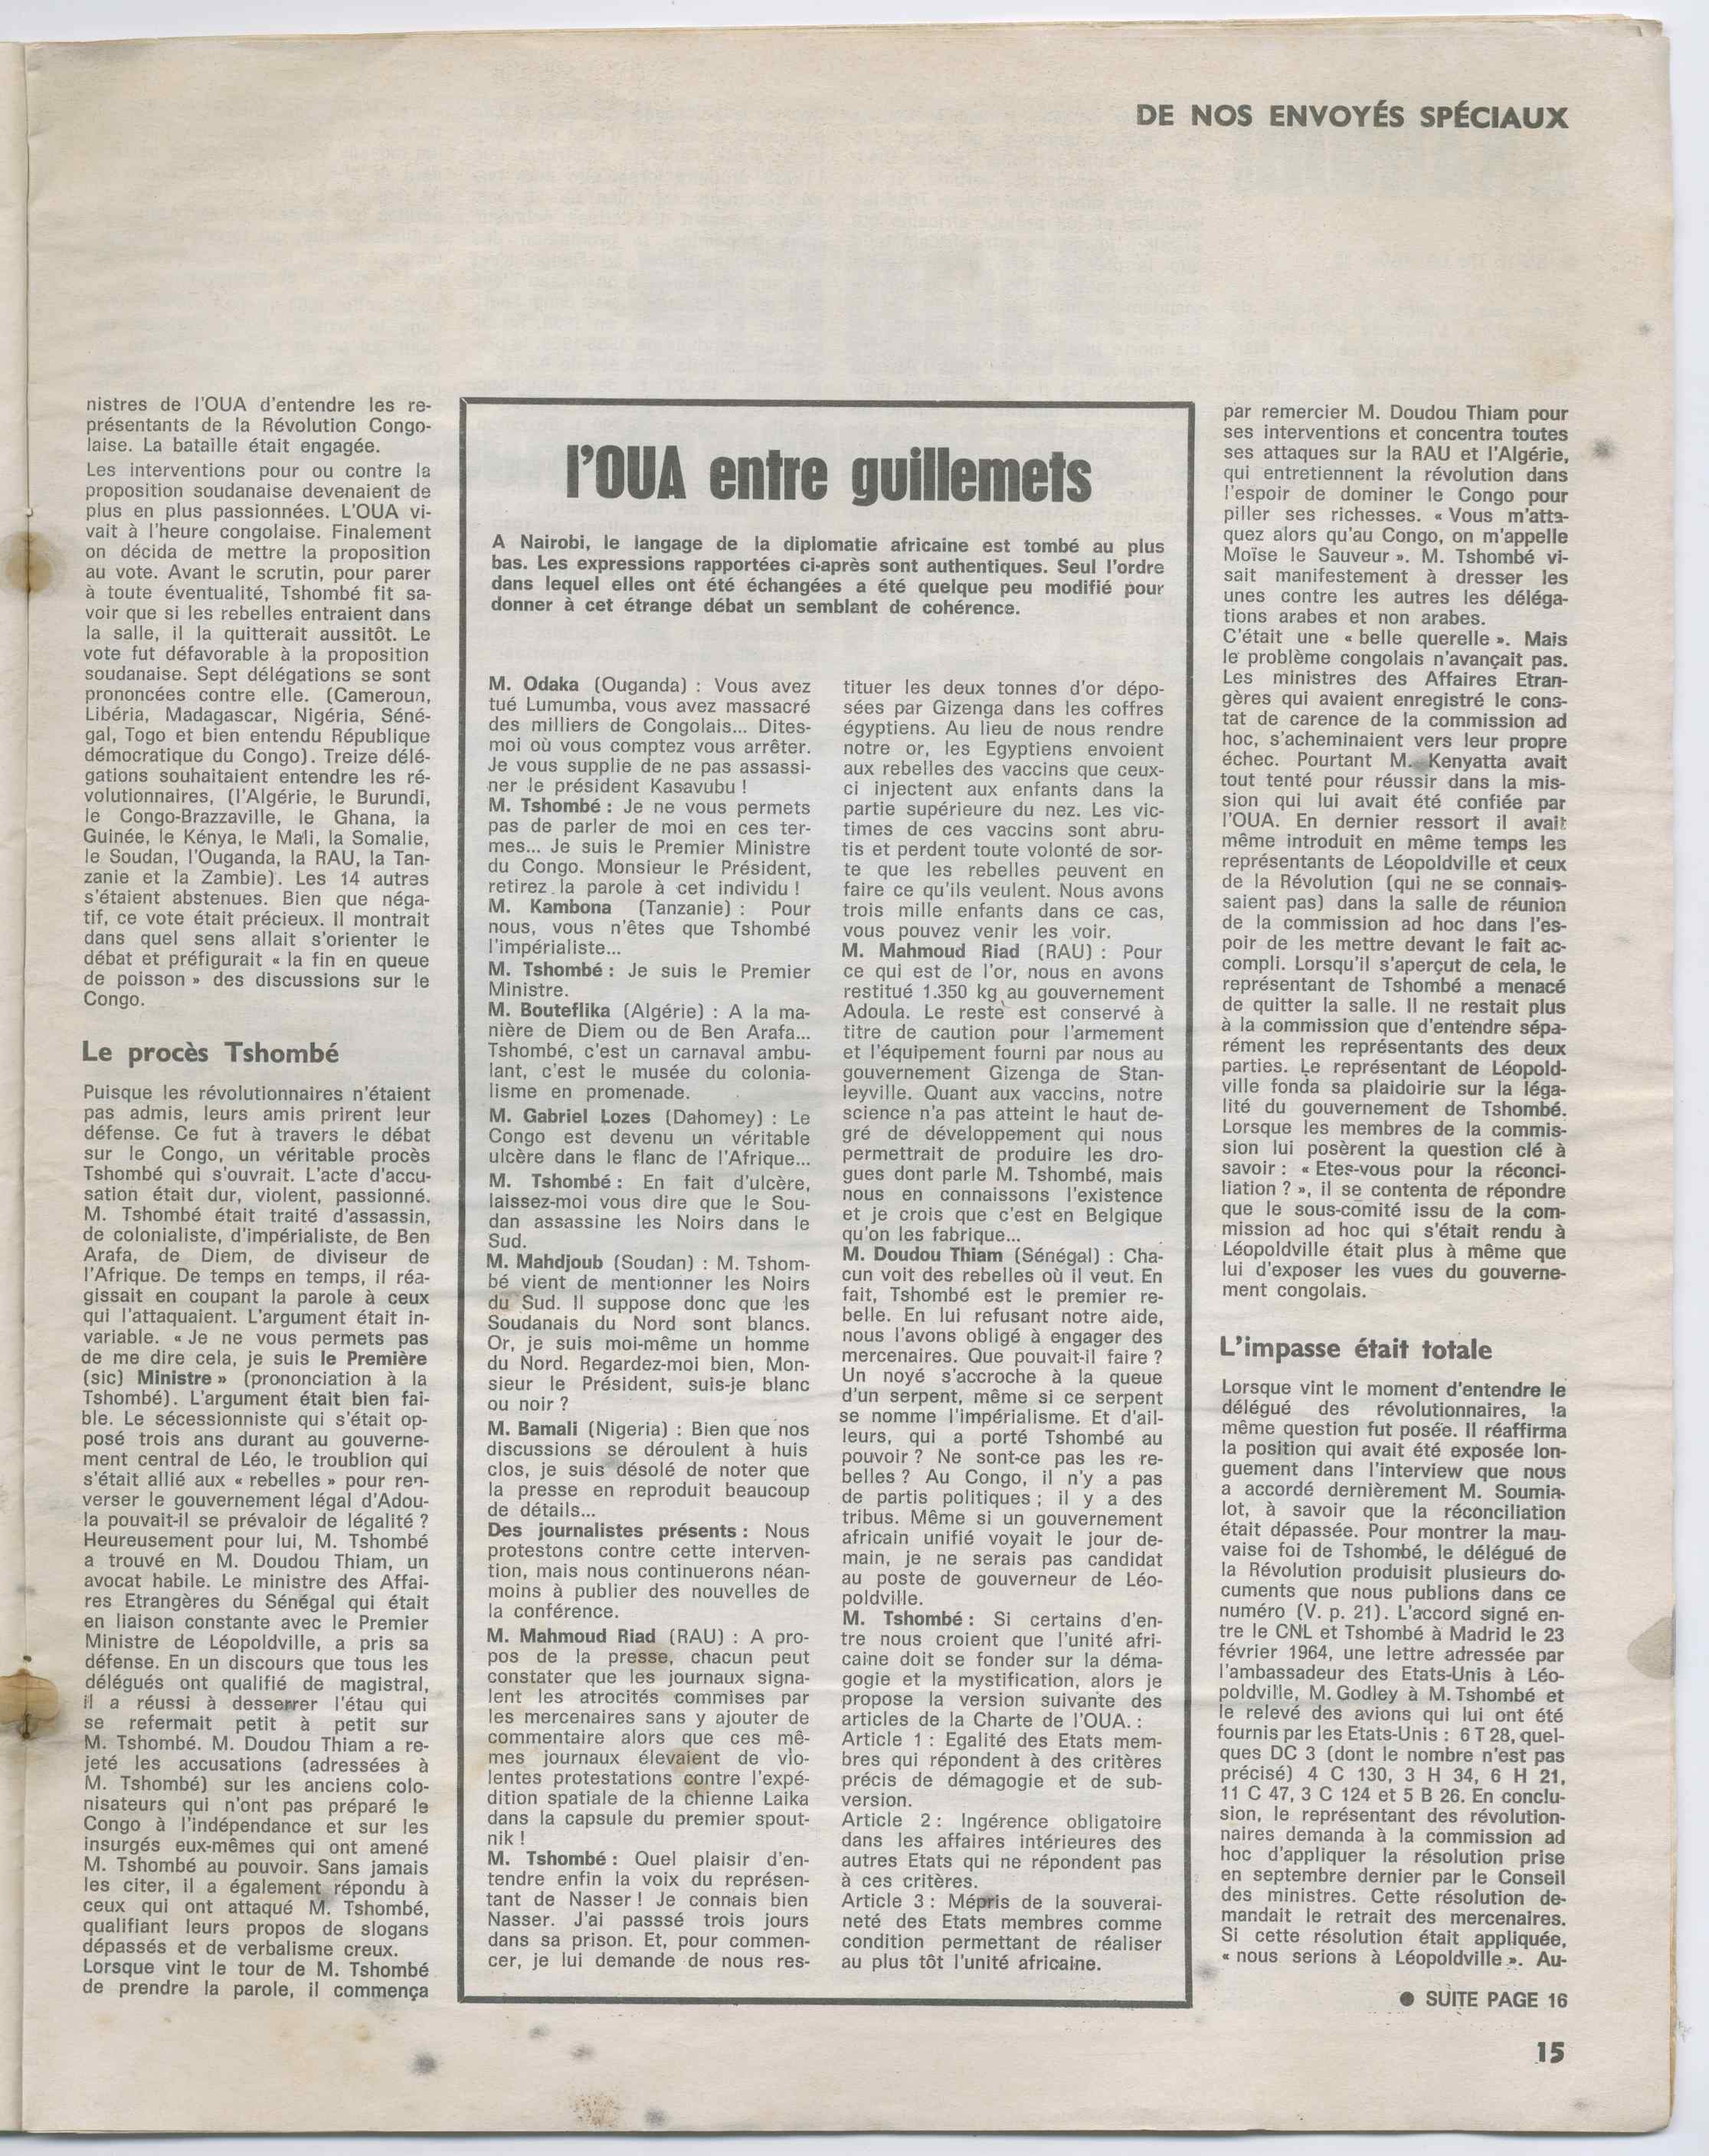 DE NOS ENVOYÉS SPÉCIAUX
nistres de l'OUA d'entendre les re-
présentants de la Révolution Congo-
laise. La bataille était engagée.
Les interventions pour ou contre la
proposition soudanaise devenaient de
plus en plus passionnées. L'OUA vi-
vait à l'heure congolaise. Finalement
on décida de mettre la proposition
au vote. Avant le scrutin, pour parer
à toute éventualité, Tshombé fit sa-
voir que si les rebelles entraient dans
la salle, il la quitterait aussitôt. Le
vote fut défavorable à la proposition
soudanaise. Sept délégations se sont
prononcées contre elle. (Cameroun,
Libéria, Madagascar, Nigéria, Séné-
gal, Togo et bien entendu République
démocratique du Congo). Treize délé-
gations souhaitaient entendre les ré-
volutionnaires, (l'Algérie, le Burundi,
le Congo-Brazzaville, le Ghana, la
Guinée, le Kénya, le Mali, la Somalie,
le Soudan, l'Ouganda, la RAU, la Tan-
zanie et la Zambie). Les 14 autres
s'étaient abstenues. Bien que néga-
tif, ce vote était précieux. Il montrait
dans quel sens allait s'orienter le
débat et préfigurait « la fin en queue
de poisson » des discussions sur le
Congo.
Le procès Tshombé
Puisque les révolutionnaires n'étaient
pas admis, leurs amis prirent leur
défense. Ce fut à travers le débat
sur le Congo, un véritable procès
Tshombé qui s'ouvrait. L'acte d'accu-
sation était dur, violent, passionné.
M. Tshombé était traité d'assassin,
de colonialiste, d'impérialiste, de Ben
Arafa, de Diem, de diviseur de
l'Afrique. De temps en temps, il réa-
gissait en coupant la parole à ceux
qui l'attaquaient. L'argument était in-
variable. « Je ne vous permets pas
de me dire cela, je suis le Première
(sic) Ministre » (prononciation à la
Tshombé). L'argument était bien fai-
ble. Le sécessionniste qui s'était op-
posé trois ans durant au gouverne-
ment central de Léo, le troublion qui
s'était allié aux « rebelles » pour ren-
verser le gouvernement légal d'Adou-
la pouvait-il se prévaloir de légalité ?
Heureusement pour lui, M. Tshombé
a trouvé en M. Doudou Thiam, un
avocat habile. Le ministre des Affai-
res Etrangères du Sénégal qui était
en liaison constante avec le Premier
Ministre de Léopoldville, a pris sa
défense. En un discours que tous les
délégués ont qualifié de magistral,
il a réussi à desserrer l'étau qui
se refermait petit à petit sur
M. Tshombé. M. Doudou Thiam a re-
jeté les accusations (adressées à
M. Tshombé) sur les anciens colo-
nisateurs qui n'ont pas préparé le
Congo à l'indépendance et sur les
insurgés eux-mêmes qui ont amené
M. Tshombé au pouvoir. Sans jamais
les citer, il a également répondu à
ceux qui ont attaqué M. Tshombé,
qualifiant leurs propos de slogans
dépassés et de verbalisme creux.
Lorsque vint le tour de M. Tshombé
de prendre la parole, il commença
l'OUA entre guillemets
A Nairobi, le langage de la diplomatie africaine est tombé au plus
bas. Les expressions rapportées ci-après sont authentiques. Seul l'ordre
dans lequel elles ont été échangées a été quelque peu modifié pour
donner à cet étrange débat un semblant de cohérence.
M. Odaka (Ouganda) : Vous avez
tué Lumumba, vous avez massacré
des milliers de Congolais... Dites-
moi où vous comptez vous arrêter.
Je vous supplie de ne pas assassi-
ner le président Kasavubu !
M. Tshombé : Je ne vous permets
pas de parler de moi en ces ter-
mes... Je suis le Premier Ministre
du Congo. Monsieur le Président,
retirez la parole à cet individu !
M. Kambona (Tanzanie) : Pour
nous, vous n'êtes que Tshombé
l'impérialiste...
M. Tshombé : Je suis le Premier
Ministre.
M. Bouteflika (Algérie) : A la ma-
nière de Diem ou de Ben Arafa...
Tshombé, c'est un carnaval ambu-
lant, c'est le musée du colonia-
lisme en promenade.
M. Gabriel Lozes (Dahomey) : Le
Congo est devenu un véritable
ulcère dans le flanc de l'Afrique...
M. Tshombé : En fait d'ulcère,
laissez-moi vous dire que le Sou-
dan assassine les Noirs dans le
Sud.
M. Mahdjoub (Soudan) : M. Tshom-
bé vient de mentionner les Noirs
du Sud. Il suppose donc que les
Soudanais du Nord sont blancs.
Or, je suis moi-même un homme
du Nord. Regardez-moi bien, Mon-
sieur le Président, suis-je blanc
ou noir ?
M. Bamali (Nigeria) : Bien que nos
discussions se déroulent à huis
clos, je suis désolé de noter que
la presse en reproduit beaucoup
de détails...
Des journalistes présents : Nous
protestons contre cette interven-
tion, mais nous continuerons néan-
moins à publier des nouvelles de
la conférence.
M. Mahmoud Riad (RAU) : A pro-
pos de la presse, chacun peut
constater que les journaux signa-
lent les atrocités commises par
les mercenaires sans y ajouter de
commentaire alors que ces mê-
mes journaux élevaient de vio-
lentes protestations contre l'expé-
dition spatiale de la chienne Laika
dans la capsule du premier spout-
nik !
M. Tshombé : Quel plaisir d'en-
tendre enfin la voix du représen-
tant de Nasser ! Je connais bien
Nasser. J'ai passsé trois jours
dans sa prison. Et, pour commen-
cer, je lui demande de nous res-
tituer les deux tonnes d'or dépo-
sées par Gizenga dans les coffres
égyptiens. Au lieu de nous rendre
notre or, les Egyptiens envoient
aux rebelles des vaccins que ceux-
ci injectent aux enfants dans la
partie supérieure du nez. Les vic-
times de ces vaccins sont abru-
tis et perdent toute volonté de sor-
te que les rebelles peuvent en
faire ce qu'ils veulent. Nous avons
trois mille enfants dans ce cas,
vous pouvez venir les voir.
M. Mahmoud Riad (RAU) : Pour
ce qui est de l'or, nous en avons
restitué 1.350 kg au gouvernement
Adoula. Le reste est conservé à
titre de caution pour l'armement
et l'équipement fourni par nous au
gouvernement Gizenga de Stan-
leyville. Quant aux vaccins, notre
science n'a pas atteint le haut de-
gré de développement qui nous
permettrait de produire les dro-
gues dont parle M. Tshombé, mais
nous en connaissons l'existence
et je crois que c'est en Belgique
qu'on les fabrique...
M. Doudou Thiam (Sénégal) : Cha-
cun voit des rebelles où il veut. En
fait, Tshombé est le premier re-
belle. En lui refusant notre aide,
nous l'avons obligé à engager des
mercenaires. Que pouvait-il faire ?
Un noyé s'accroche à la queue
d'un serpent, même si ce serpent
se nomme l'impérialisme. Et d'ail-
leurs, qui a porté Tshombé au
pouvoir ? Ne sont-ce pas les re-
belles ? Au Congo, il n'y a pas
de partis politiques ; il y a des
tribus. Même si un gouvernement
africain unifié voyait le jour de-
main, je ne serais pas candidat
au poste de gouverneur de Léo-
poldville.
M. Tshombé : Si certains d'en-
tre nous croient que l'unité afri-
caine doit se fonder sur la déma-
gogie et la mystification, alors je
propose la version suivante des
articles de la Charte de l'OUA. :
Article 1 : Egalité des Etats mem-
bres qui répondent à des critères
précis de démagogie et de sub-
version.
Article 2 : Ingérence obligatoire
dans les affaires intérieures des
autres Etats qui ne répondent pas
à ces critères.
Article 3 : Mépris de la souverai-
neté des Etats membres comme
condition permettant de réaliser
au plus tôt l'unité africaine.
par remercier M. Doudou Thiam pour
ses interventions et concentra toutes
ses attaques sur la RAU et l'Algérie,
qui entretiennent la révolution dans
l'espoir de dominer le Congo pour
piller ses richesses. « Vous m'atta-
quez alors qu'au Congo, on m'appelle
Moïse le Sauveur ». M. Tshombé vi-
sait manifestement à dresser les
unes contre les autres les déléga-
tions arabes et non arabes.
C'était une « belle querelle ». Mais
le problème congolais n'avançait pas.
Les ministres des Affaires Etran-
gères qui avaient enregistré le cons-
tat de carence de la commission ad
hoc, s'acheminaient vers leur propre
échec. Pourtant M. Kenyatta avait
tout tenté pour réussir dans la mis-
sion qui lui avait été confiée par
l'OUA. En dernier ressort il avait
même introduit en même temps les
représentants de Léopoldville et ceux
de la Révolution (qui ne se connais-
saient pas) dans la salle de réunion
de la commission ad hoc dans l'es-
poir de les mettre devant le fait ac-
compli. Lorsqu'il s'aperçut de cela, le
représentant de Tshombé a menacé
de quitter la salle. Il ne restait plus
à la commission que d'entendre sépa-
rément les représentants des deux
parties. Le représentant de Léopold-
ville fonda sa plaidoirie sur la léga-
lité du gouvernement de Tshombé.
Lorsque les membres de la commis-
sion lui posèrent la question clé à
savoir : « Etes-vous pour la réconci-
liation ? », il se contenta de répondre
que le sous-comité issu de la com-
mission ad hoc qui s'était rendu à
Léopoldville était plus à même que
lui d'exposer les vues du gouverne-
ment congolais.
L'impasse était totale
Lorsque vint le moment d'entendre le
délégué des révolutionnaires, la
même question fut posée. Il réaffirma
la position qui avait été exposée lon-
guement dans l'interview que nous
a accordé dernièrement M. Soumia-
lot, à savoir que la réconciliation
était dépassée. Pour montrer la mau-
vaise foi de Tshombé, le délégué de
la Révolution produisit plusieurs do-
cuments que nous publions dans ce
numéro (V. p. 21). L'accord signé en-
tre le CNL et Tshombé à Madrid le 23
février 1964, une lettre adressée par
l'ambassadeur des Etats-Unis à Léo-
poldville, M. Godley à M. Tshombé et
le relevé des avions qui lui ont été
fournis par les Etats-Unis : 6 T 28, quel-
ques DC 3 (dont le nombre n'est pas
précisé) 4 C 130, 3 H 34, 6 H 21,
11 C 47, 3 C 124 et 5 B 26. En conclu-
sion, le représentant des révolution-
naires demanda à la commission ad
hoc d'appliquer la résolution prise
en septembre dernier par le Conseil
des ministres. Cette résolution de-
mandait le retrait des mercenaires.
Si cette résolution était appliquée,
« nous serions à Léopoldville ». Au-
● SUITE PAGE 16
15